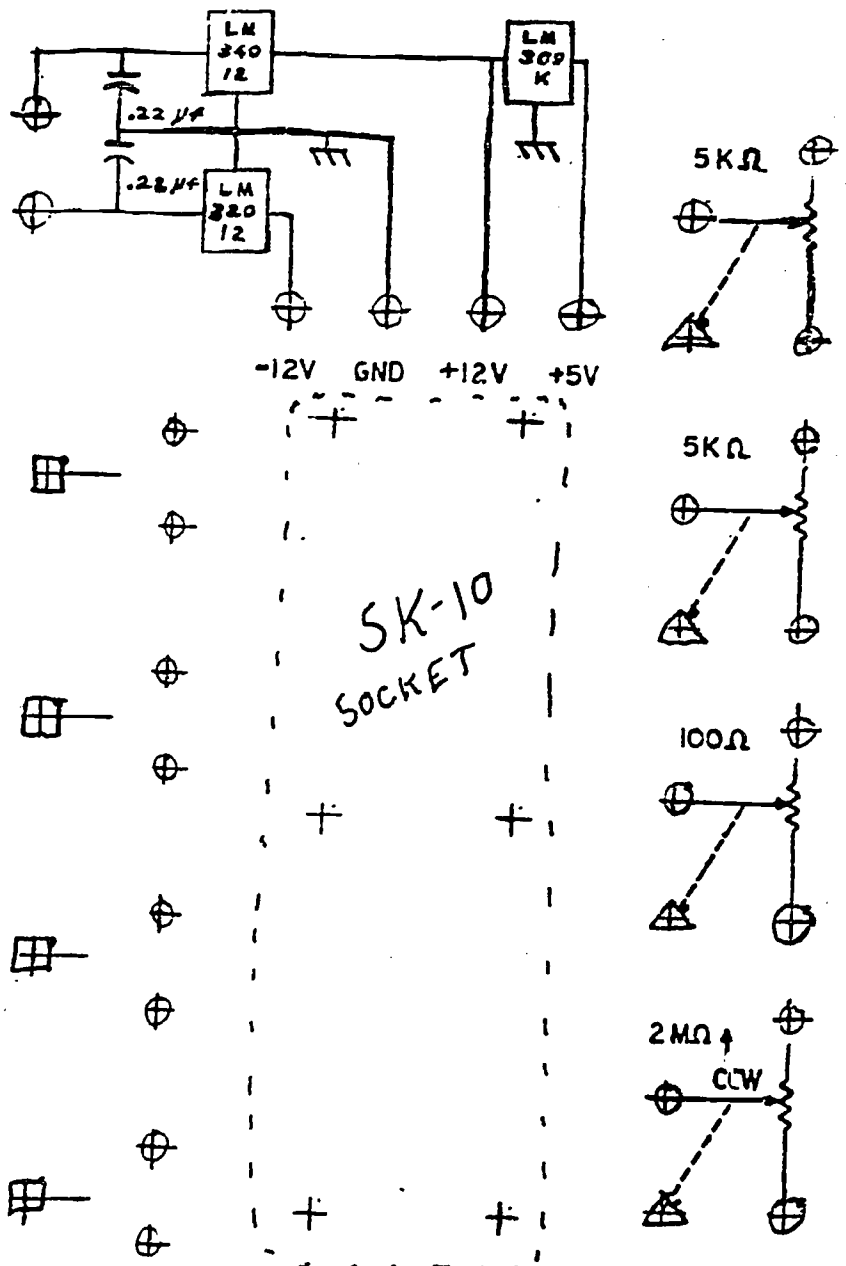 LM
340
12
LM
309
K
.22 µf
.22 µf
LM
320
12
-12V GND +12V +5V
5KΩ
5KΩ
SK-10
SOCKET
100Ω
2MΩ
CCW